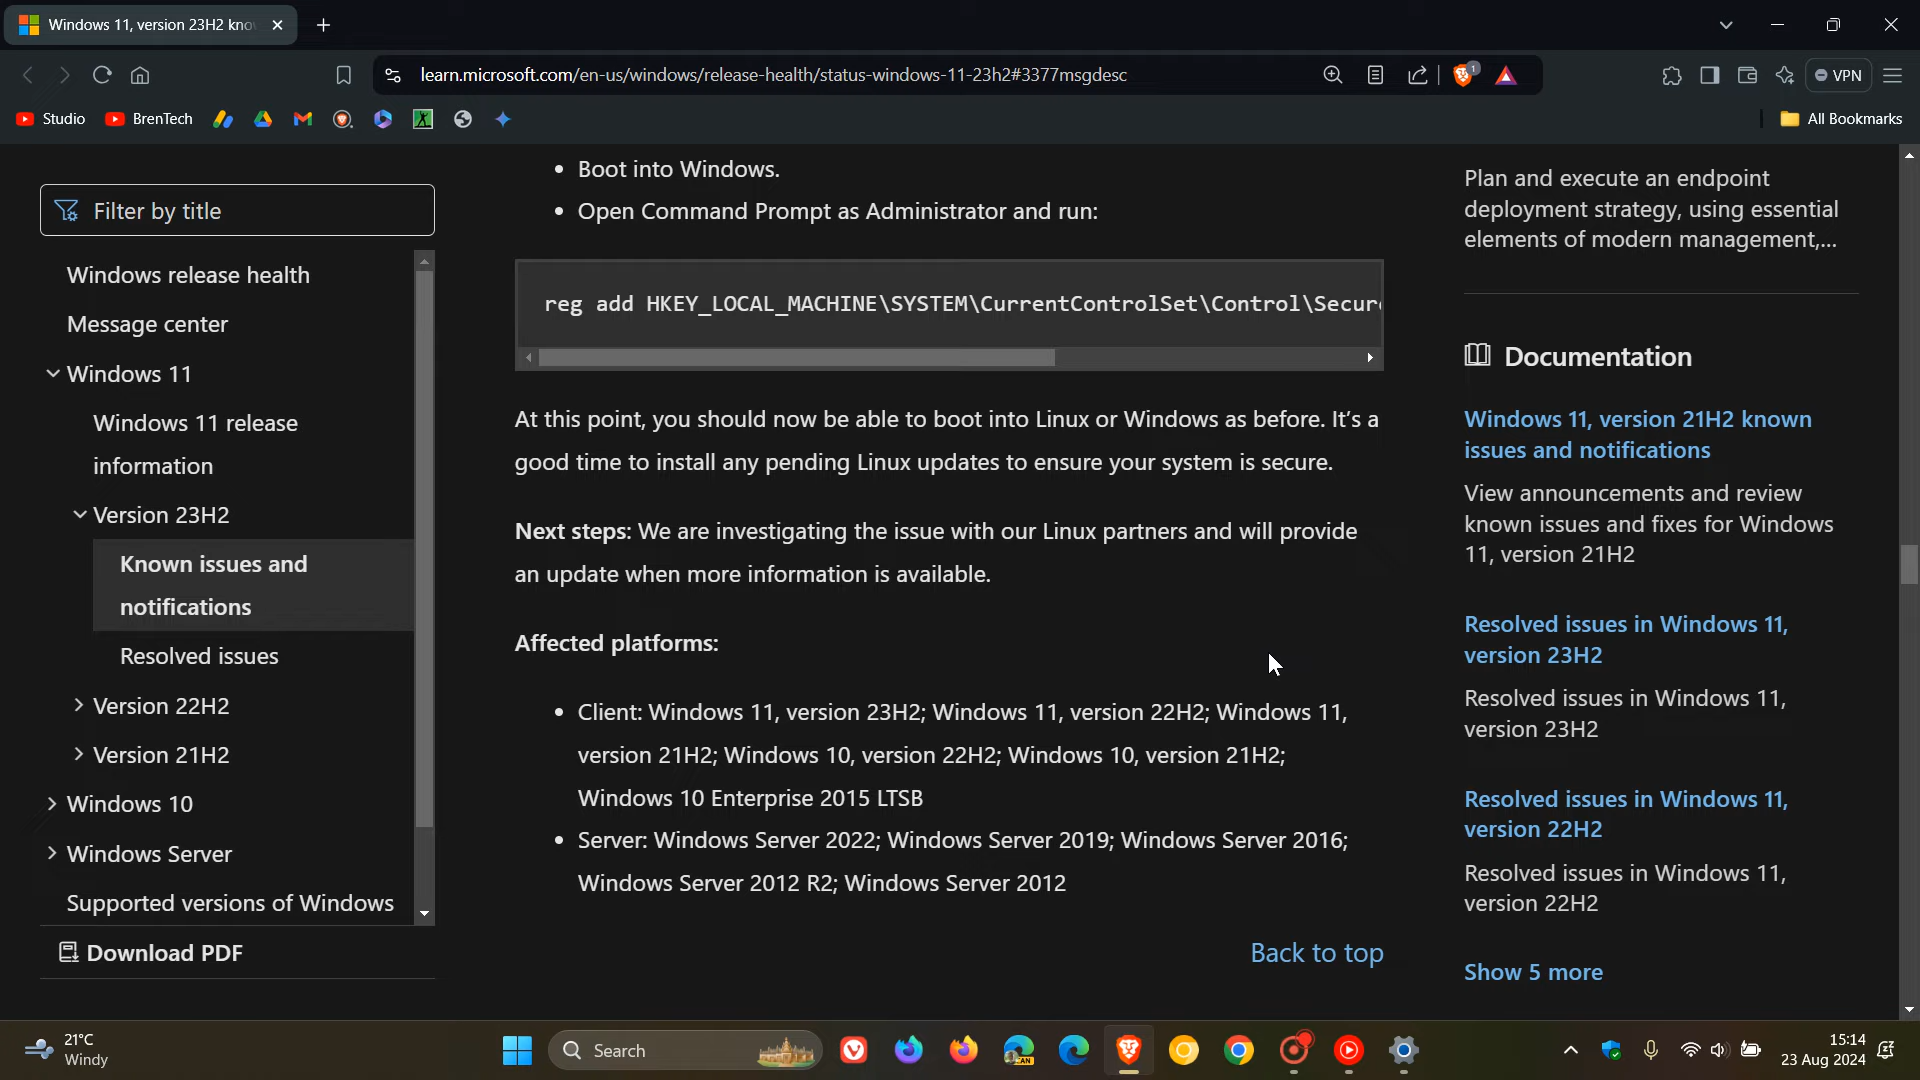 Windows 11, version 23H2 kno
learn.microsoft.com/en-us/windows/release-health/status-windows-11-23h2#3377msgdesc
1
VPN
Studio
BrenTech
All Bookmarks
Filter by title
Windows release health
Message center
Windows 11
Windows 11 release
information
Version 23H2
Known issues and
notifications
Resolved issues
Version 22H2
Version 21H2
Windows 10
Windows Server
Supported versions of Windows
Download PDF
• Boot into Windows.
• Open Command Prompt as Administrator and run:
reg add HKEY_LOCAL_MACHINE\SYSTEM\CurrentControlSet\Control\Secure
At this point, you should now be able to boot into Linux or Windows as before. It’s a
good time to install any pending Linux updates to ensure your system is secure.
Next steps: We are investigating the issue with our Linux partners and will provide
an update when more information is available.
Affected platforms:
• Client: Windows 11, version 23H2; Windows 11, version 22H2; Windows 11,
version 21H2; Windows 10, version 22H2; Windows 10, version 21H2;
Windows 10 Enterprise 2015 LTSB
• Server: Windows Server 2022; Windows Server 2019; Windows Server 2016;
Windows Server 2012 R2; Windows Server 2012
Back to top
Plan and execute an endpoint
deployment strategy, using essential
elements of modern management,...
Documentation
Windows 11, version 21H2 known
issues and notifications
View announcements and review
known issues and fixes for Windows
11, version 21H2
Resolved issues in Windows 11,
version 23H2
Resolved issues in Windows 11,
version 23H2
Resolved issues in Windows 11,
version 22H2
Resolved issues in Windows 11,
version 22H2
Show 5 more
21°C
Windy
Search
CAN
15:14
23 Aug 2024